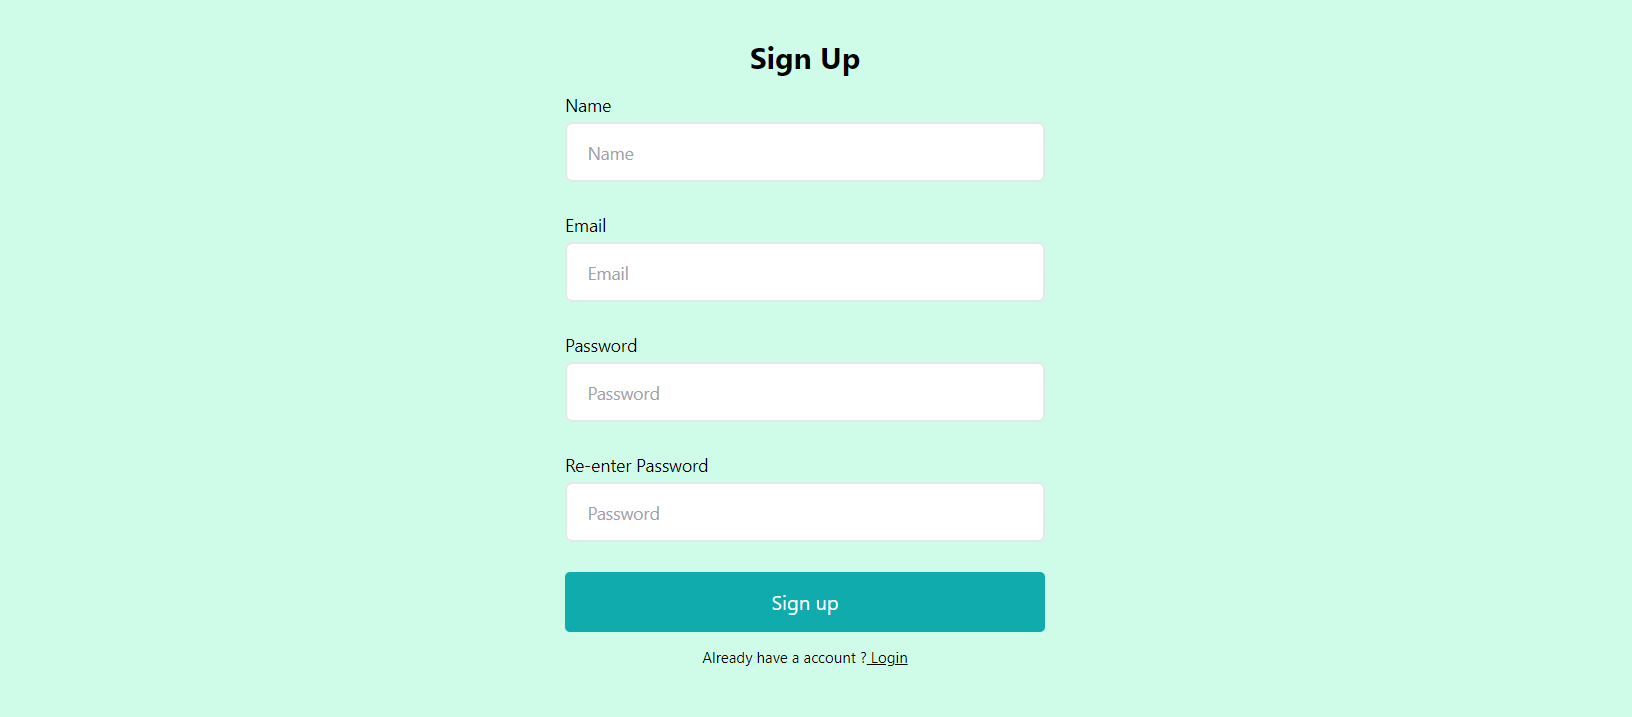 Sign Up
Name
Name
Email
Email
Password
Password
Re-enter Password
Password
Sign up
Already have a account ? Login